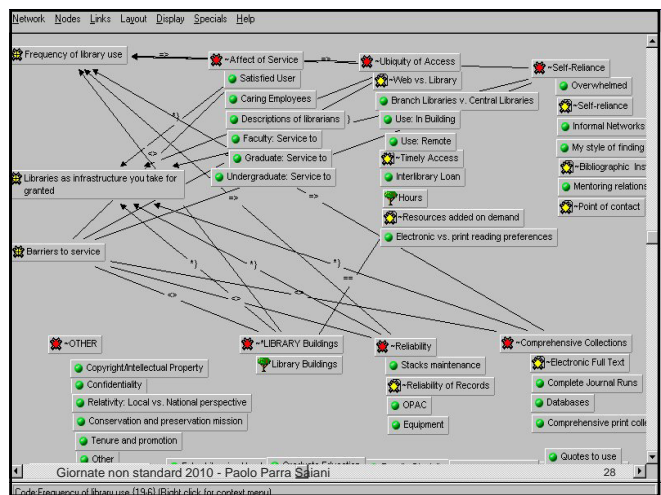 Network Nodes Links Layout Display Specials Help
Frequency of library use
=>
~Affect of Service
Satisfied User
Caring Employees
Descriptions of librarians
Faculty: Service to
Graduate: Service to
Undergraduate: Service to
~Ubiquity of Access
~Web vs. Library
Branch Libraries v. Central Libraries
Use: In Building
Use: Remote
~Timely Access
Interlibrary Loan
Hours
~Resources added on demand
Electronic vs. print reading preferences
~Self-Reliance
Overwhelmed
~Self-reliance
Informal Networks
My style of finding
~Bibliographic Ins
Mentoring relations
~Point of contact
*}
<>
}
Libraries as infrastructure you take for
granted
=>
=>
Barriers to service
*}
*}
==
*}
<>
<>
<>
~OTHER
Copyright/Intellectual Property
Confidentiality
Relativity: Local vs. National perspective
Conservation and preservation mission
Tenure and promotion
Other
~*LIBRARY Buildings
Library Buildings
~Reliability
Stacks maintenance
~Reliability of Records
OPAC
Equipment
~Comprehensive Collections
~Electronic Full Text
Complete Journal Runs
Databases
Comprehensive print colle
Quotes to use
Giornate non standard 2010 - Paolo Parra Saiani 28
Code:Frequency of library use {19-6} (Right click for context menu)